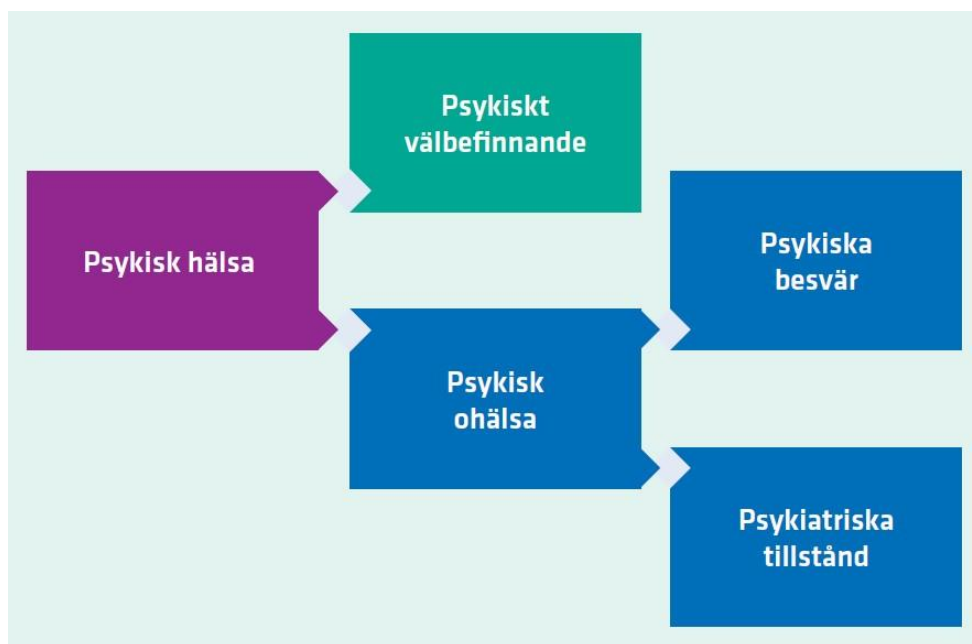 Psykiskt
välbefinnande
Psykisk hälsa
Psykiska
besvär
Psykisk
ohälsa
Psykiatriska
tillstånd